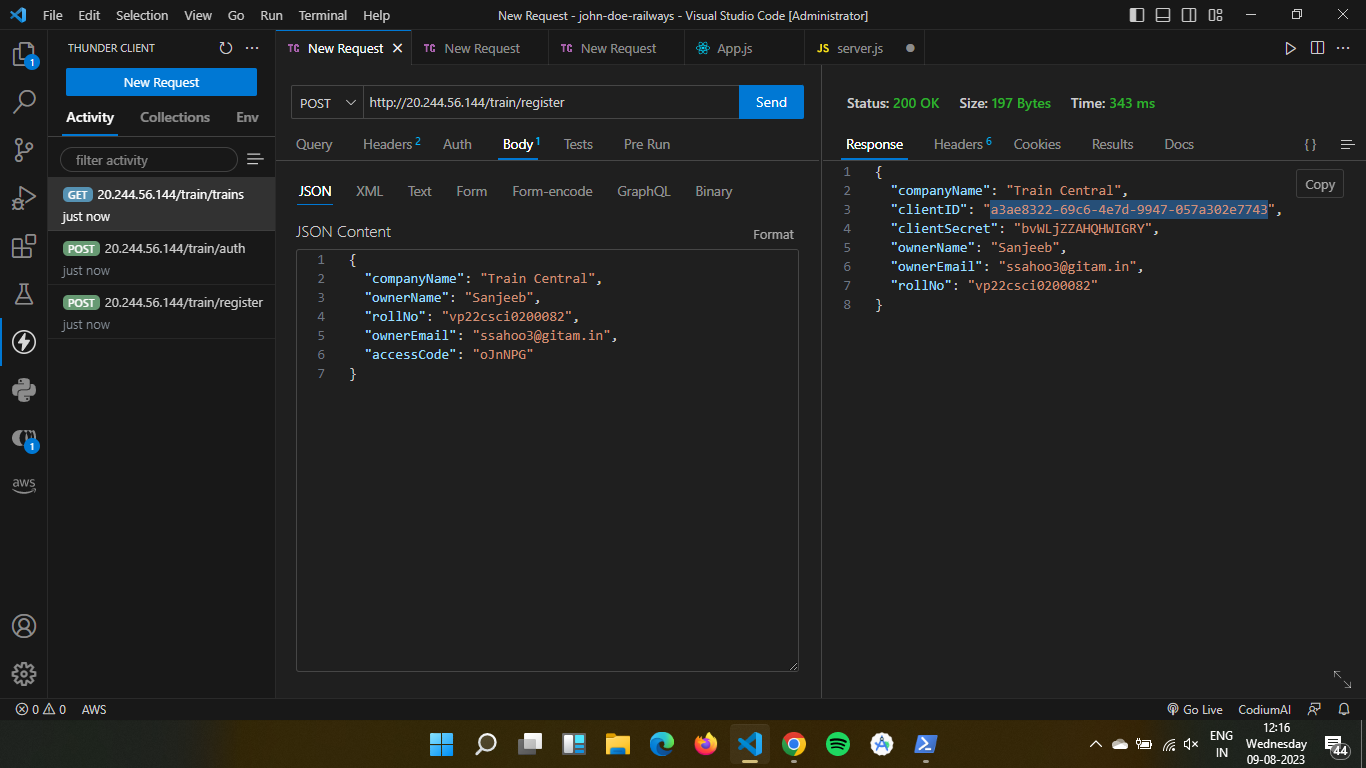 File Edit Selection View Go Run Terminal Help New Request - john-doe-railways - Visual Studio Code [Administrator]
THUNDER CLIENT
New Request
Activity Collections Env
filter activity
GET 20.244.56.144/train/trains
just now
POST 20.244.56.144/train/auth
just now
POST 20.244.56.144/train/register
just now
TC New Request TC New Request TC New Request App.js JS server.js
POST http://20.244.56.144/train/register Send
Query Headers 2 Auth Body 1 Tests Pre Run
JSON XML Text Form Form-encode GraphQL Binary
JSON Content Format
1 {
2 "companyName": "Train Central",
3 "ownerName": "Sanjeeb",
4 "rollNo": "vp22csci0200082",
5 "ownerEmail": "ssahoo3@gitam.in",
6 "accessCode": "oJnNPG"
7 }
Status: 200 OK Size: 197 Bytes Time: 343 ms
Response Headers 6 Cookies Results Docs { }
Copy
1 {
2 "companyName": "Train Central",
3 "clientID": "a3ae8322-69c6-4e7d-9947-057a302e7743",
4 "clientSecret": "bvWLjZZAHQHWIGRY",
5 "ownerName": "Sanjeeb",
6 "ownerEmail": "ssahoo3@gitam.in",
7 "rollNo": "vp22csci0200082"
8 }
1
1
aws
0 0 AWS Go Live CodiumAI
ENG
IN
12:16
Wednesday
09-08-2023
44